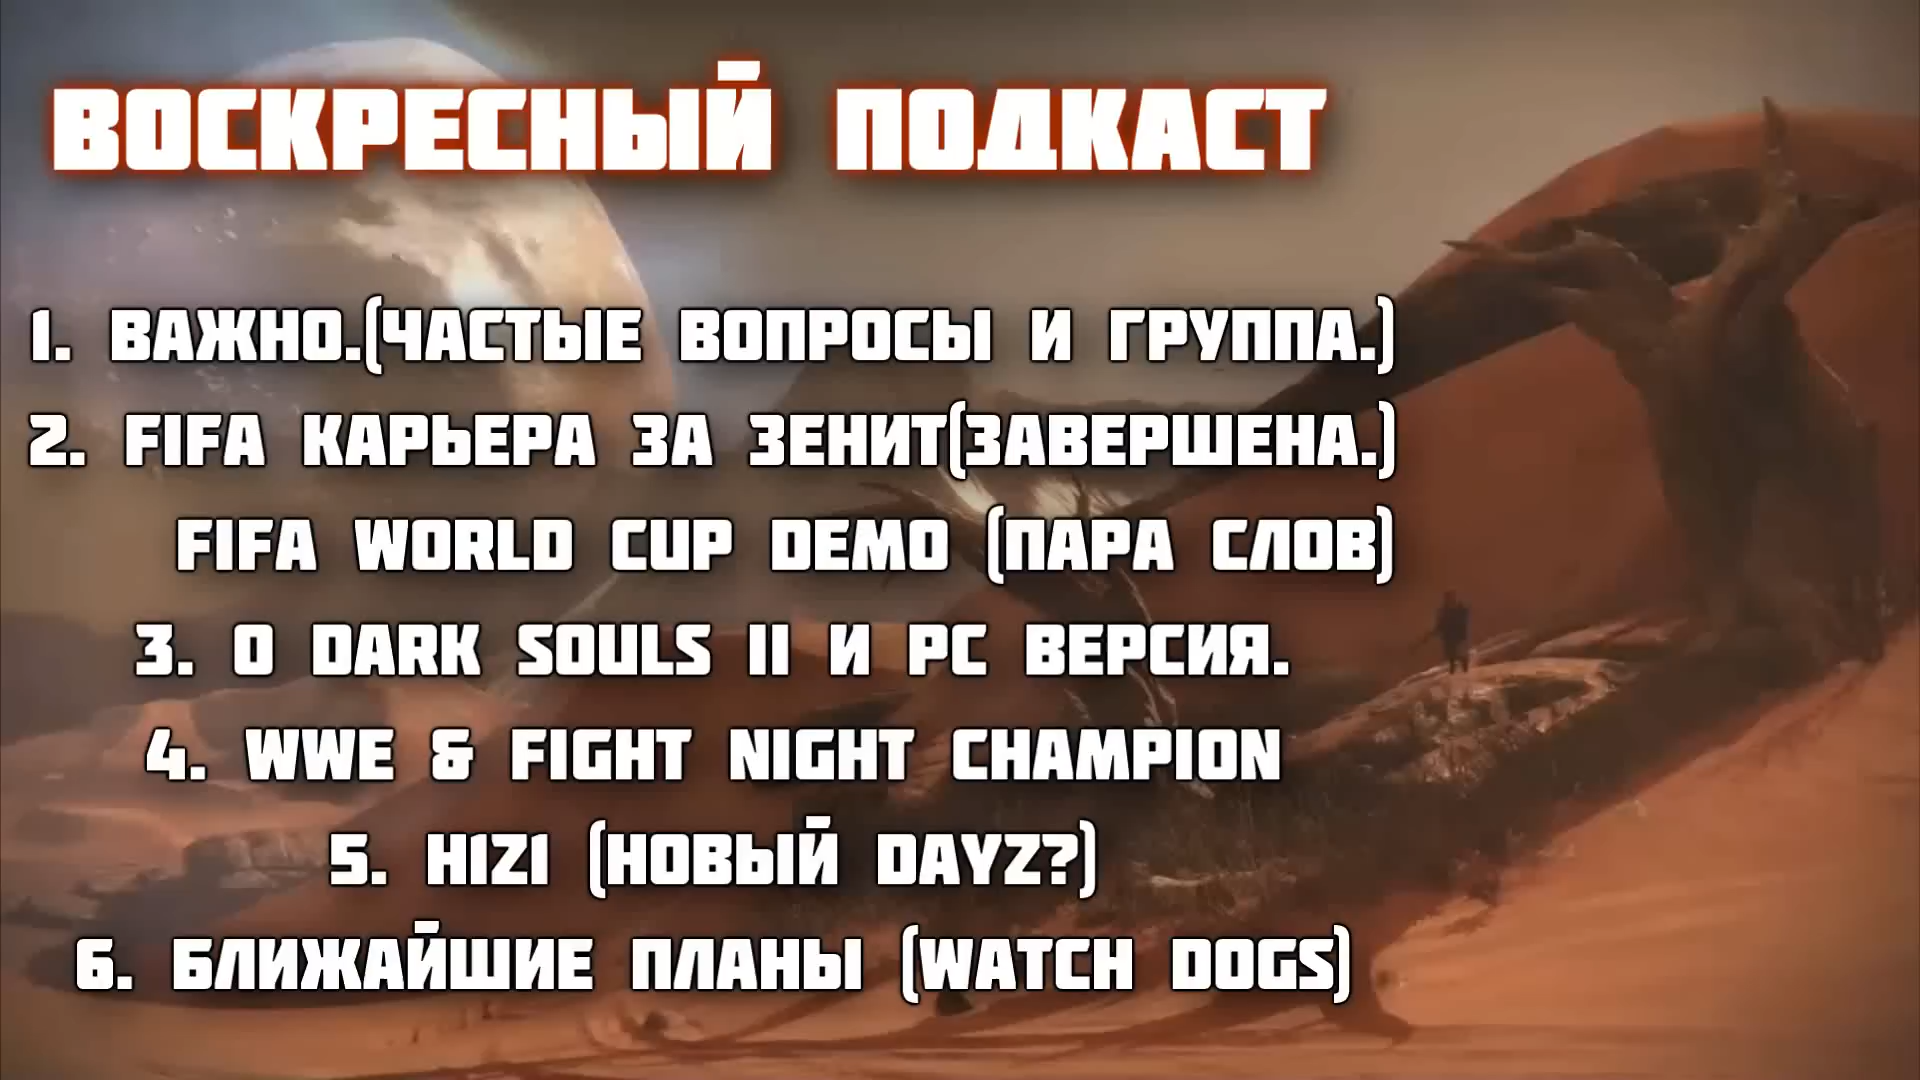 ВОСКРЕСНЫЙ ПОДКАСТ
1. ВАЖНО.(ЧАСТЫЕ ВОПРОСЫ И ГРУППА.)
2. FIFA КАРЬЕРА ЗА ЗЕНИТ(ЗАВЕРШЕНА.)
FIFA WORLD CUP DEMO (ПАРА СЛОВ)
3. О DARK SOULS II И PC ВЕРСИЯ.
4. WWE & FIGHT NIGHT CHAMPION
5. H1Z1 (НОВЫЙ DAYZ?)
6. БЛИЖАЙШИЕ ПЛАНЫ (WATCH DOGS)